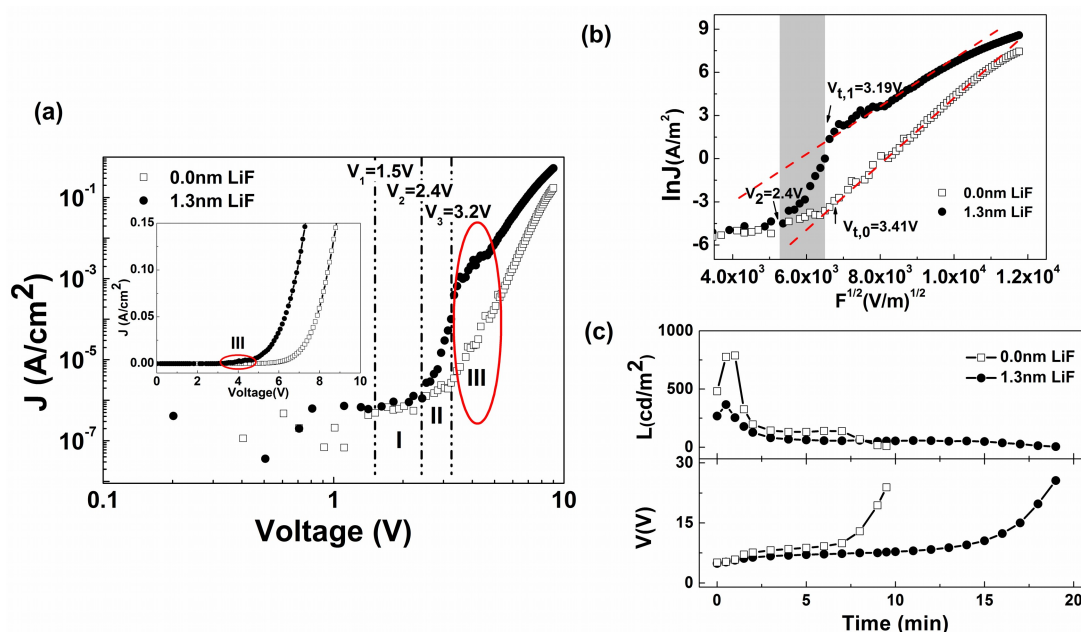 (a)
J (A/cm²)
10⁻¹
10⁻³
10⁻⁵
10⁻⁷
0.0nm LiF
1.3nm LiF
V₁=1.5V
V₂=2.4V
V₃=3.2V
J (A/cm²)
0.15
0.10
0.05
0.00
III
0 2 4 6 8 10
Voltage(V)
I
II
III
0.1 1 10
Voltage (V)
(b)
lnJ(A/m²)
9
6
3
0
-3
-6
Vt,1=3.19V
V₂=2.4V
Vt,0=3.41V
0.0nm LiF
1.3nm LiF
4.0x10³ 6.0x10³ 8.0x10³ 1.0x10⁴ 1.2x10⁴
F^1/2(V/m)^1/2
(c)
L(cd/m²)
1000
750
500
250
0
0.0nm LiF
1.3nm LiF
V(V)
30
15
0
0 5 10 15 20
Time (min)